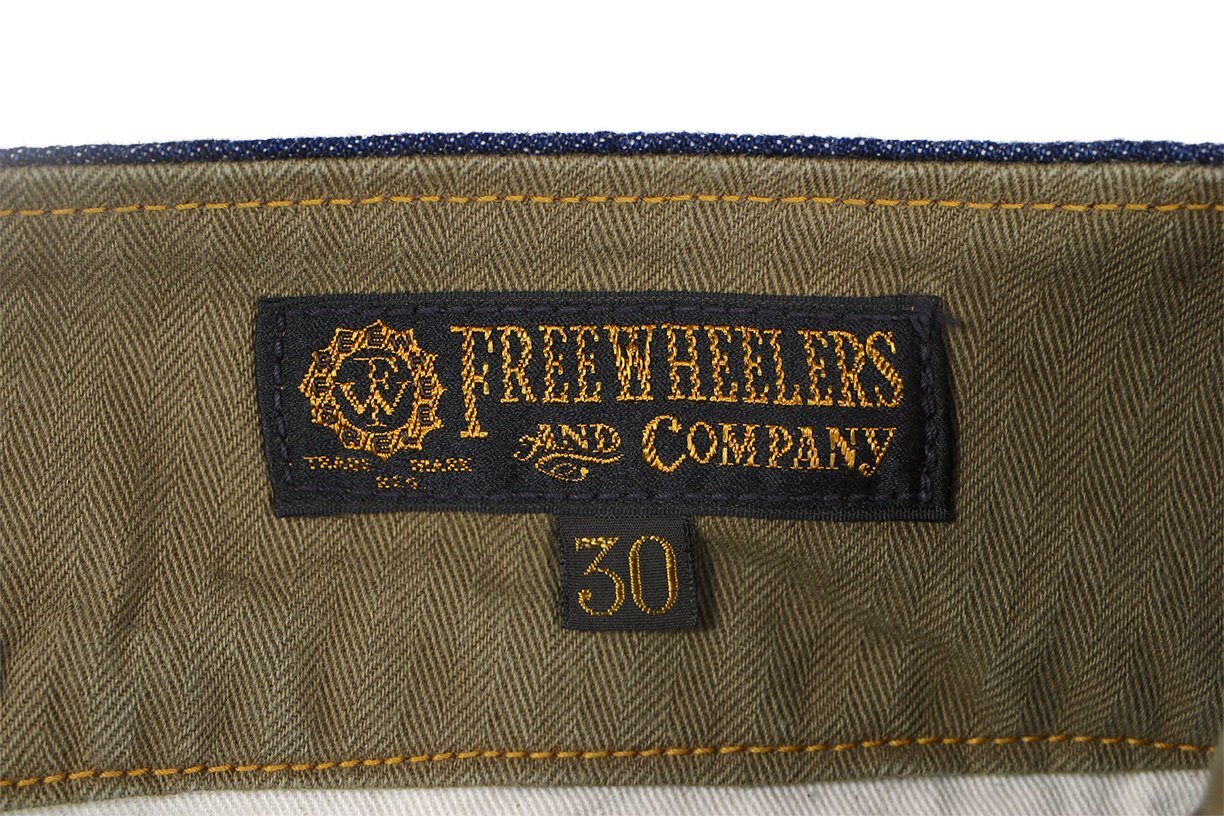 FREEWHEELERS
AND COMPANY
TRADE MARK
REG.
30